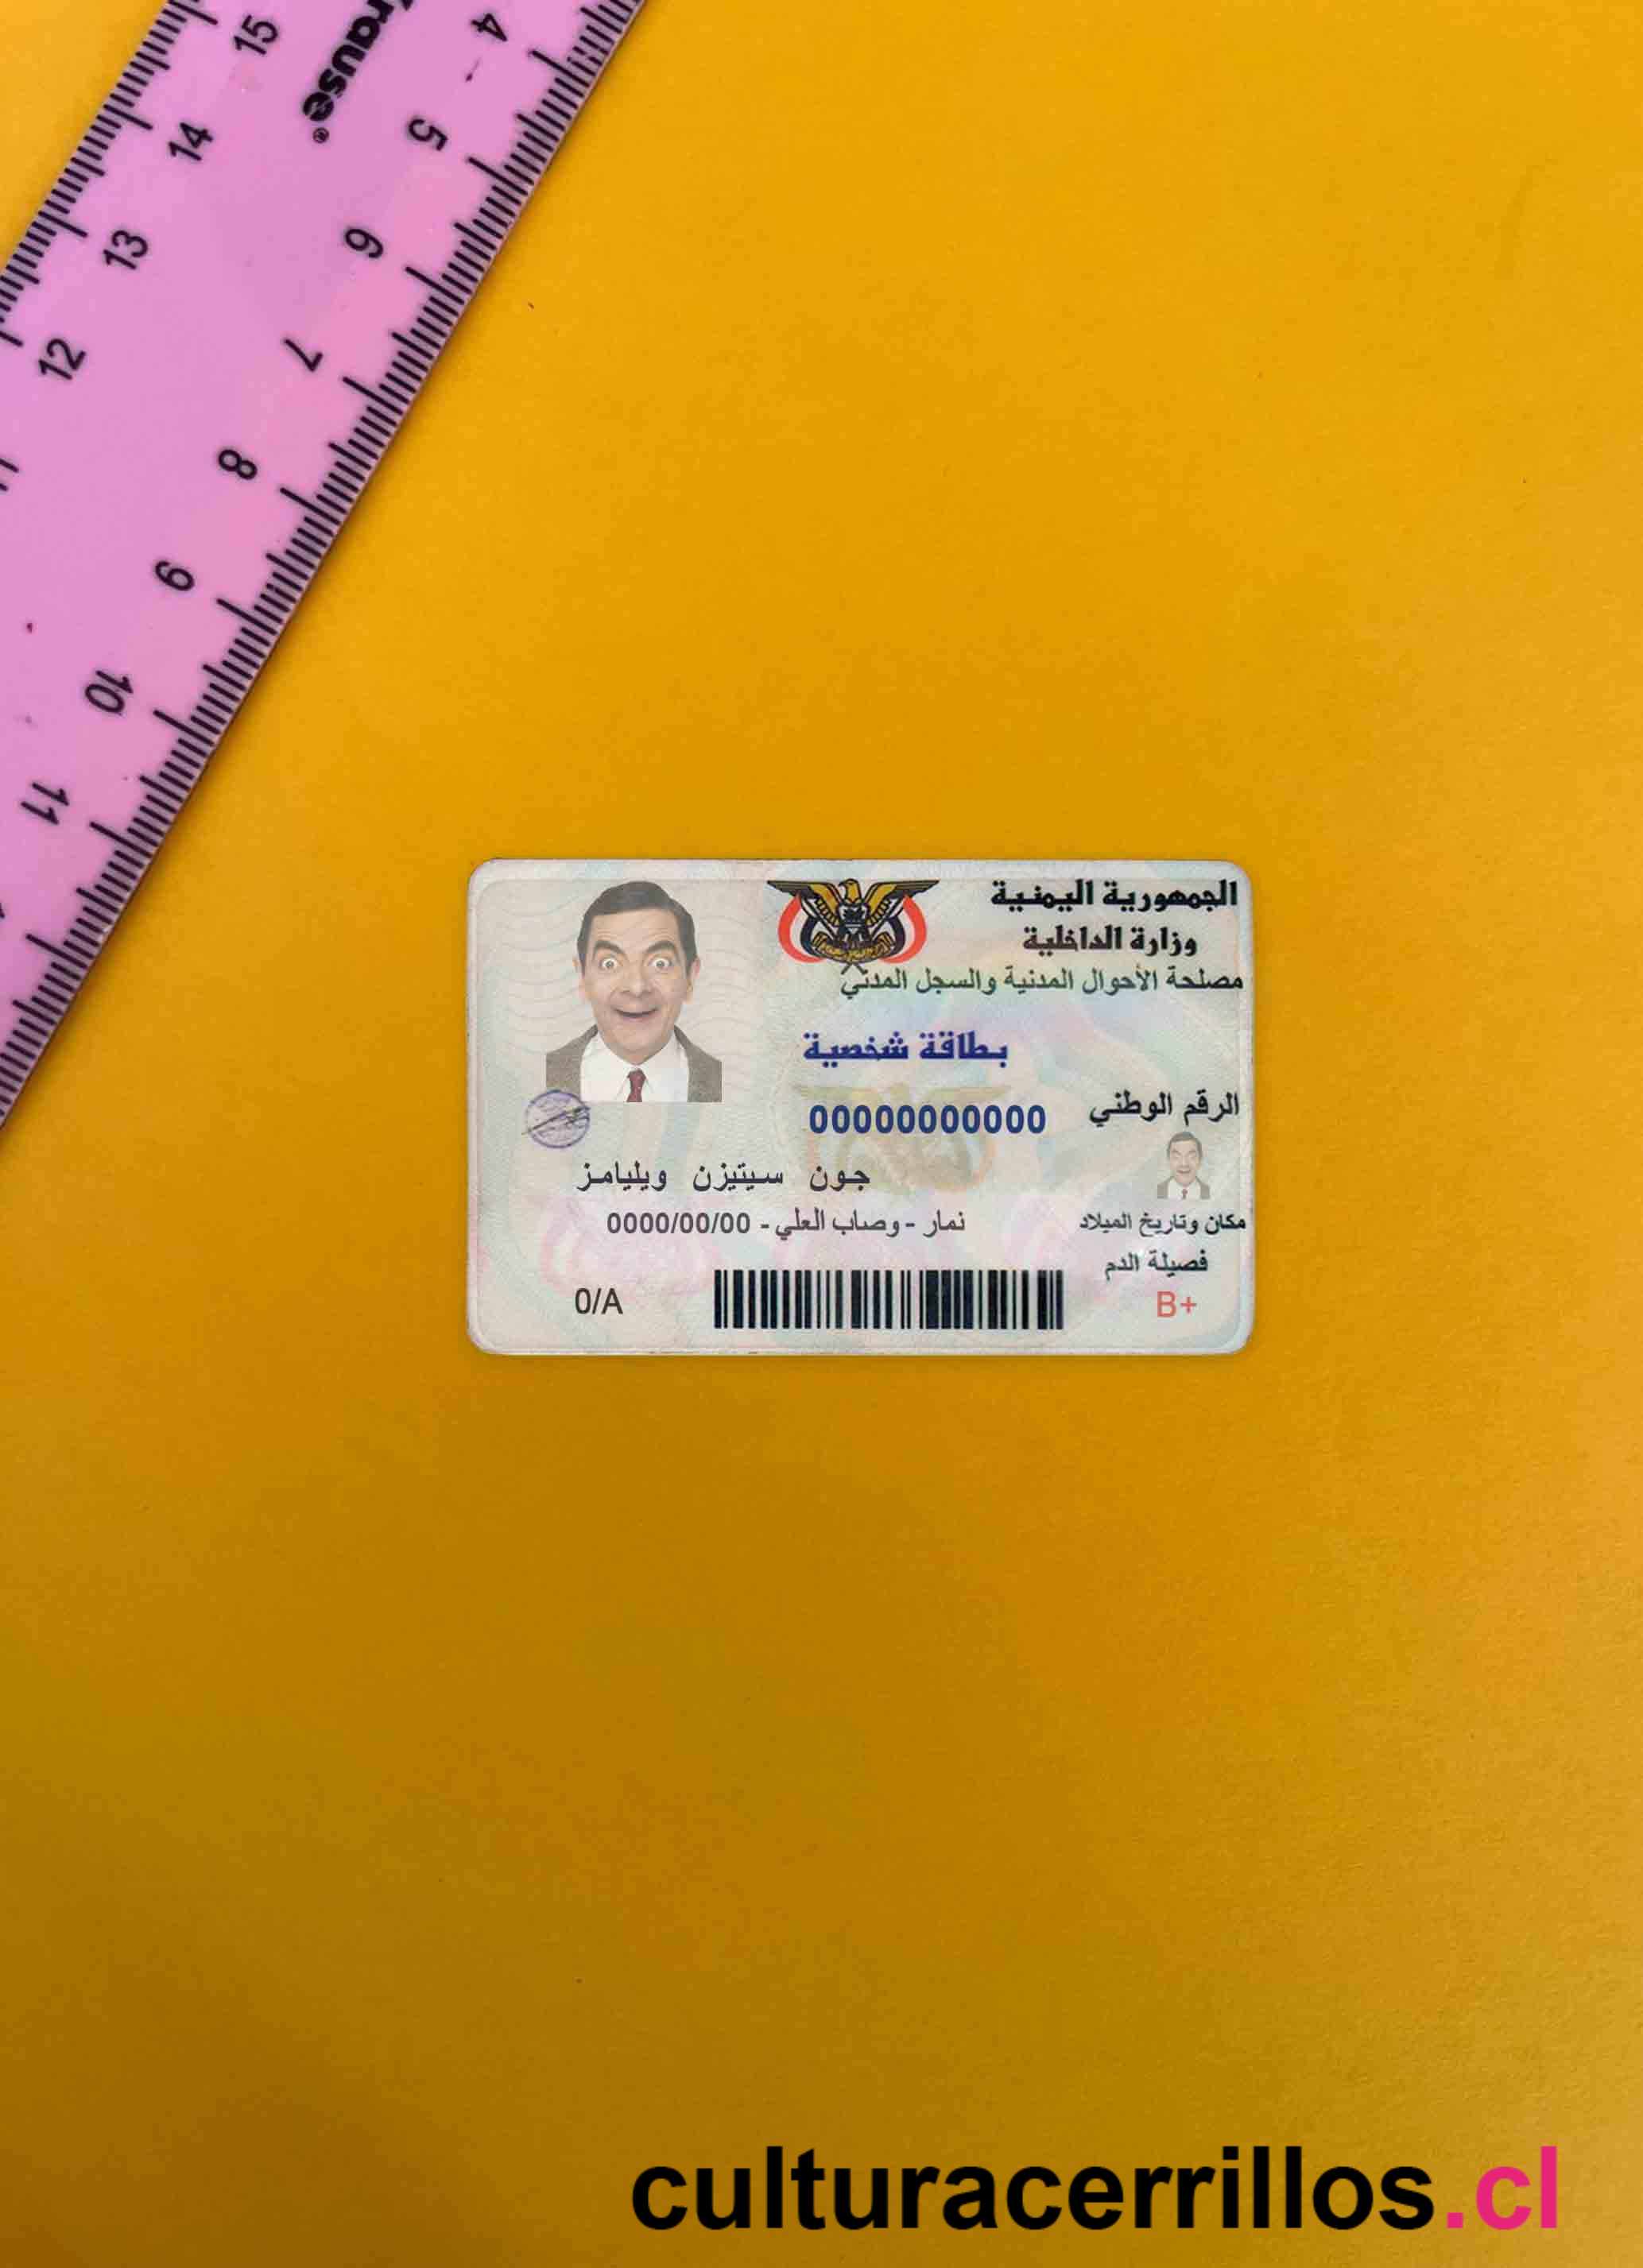 15
14
13
12
rause®
4
5
6
7
8
9
10
11
الجمهورية اليمنية
وزارة الداخلية
مصلحة الأحوال المدنية والسجل المدني
بطاقة شخصية
الرقم الوطني 00000000000
جون سيتيزن ويليامز
مكان وتاريخ الميلاد نمار - وصاب العلي - 0000/00/00
فصيلة الدم
B+
0/A
culturacerrillos.cl